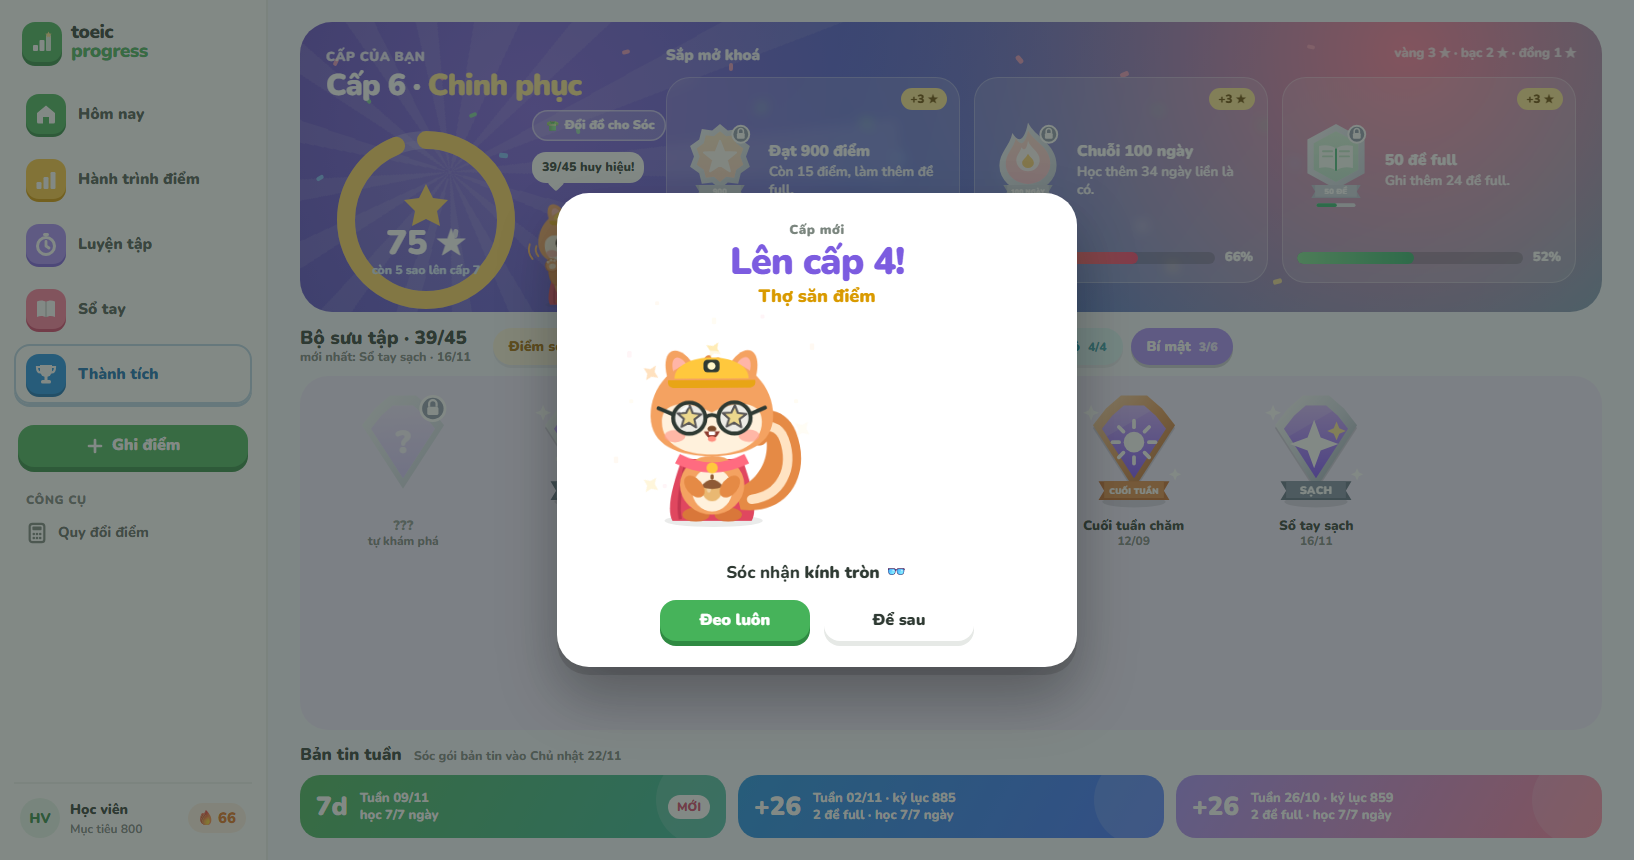 toeic
progress
Hôm nay
Hành trình điểm
Luyện tập
Sổ tay
Thành tích
+ Ghi điểm
CÔNG CỤ
Quy đổi điểm
HV
Học viên
Mục tiêu 800
66
CẤP CỦA BẠN
Cấp 6 · Chinh phục
Đổi đồ cho Sóc
39/45 huy hiệu!
75 ★
còn 5 sao lên cấp 7
Sắp mở khoá
vàng 3 ★ · bạc 2 ★ · đồng 1 ★
+3 ★
Đạt 900 điểm
Còn 15 điểm, làm thêm đề
full.
+3 ★
Chuỗi 100 ngày
Học thêm 34 ngày liền là
có.
66%
+3 ★
50 ĐỀ
50 đề full
Ghi thêm 24 đề full.
52%
Bộ sưu tập · 39/45
mới nhất: Sổ tay sạch · 16/11
4/4
Bí mật 3/6
?
???
tự khám phá
CUỐI TUẦN
Cuối tuần chăm
12/09
SẠCH
Sổ tay sạch
16/11
Cấp mới
Lên cấp 4!
Thợ săn điểm
Sóc nhận kính tròn
Đeo luôn
Để sau
Bản tin tuần
Sóc gói bản tin vào Chủ nhật 22/11
7d
Tuần 09/11
học 7/7 ngày
MỚI
+26
Tuần 02/11 · kỷ lục 885
2 đề full · học 7/7 ngày
+26
Tuần 26/10 · kỷ lục 859
2 đề full · học 7/7 ngày